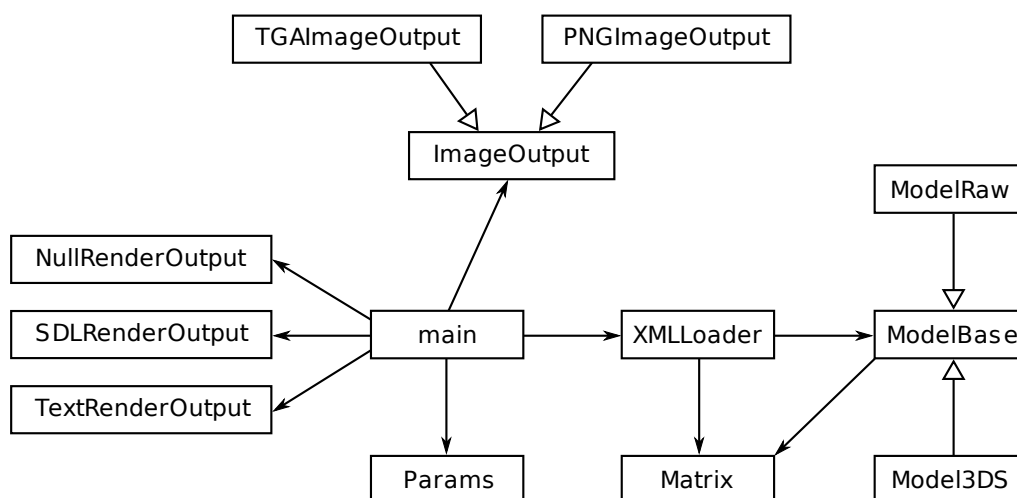 TGAImageOutput
PNGImageOutput
ImageOutput
ModelRaw
NullRenderOutput
SDLRenderOutput
main
XMLLoader
ModelBase
TextRenderOutput
Params
Matrix
Model3DS